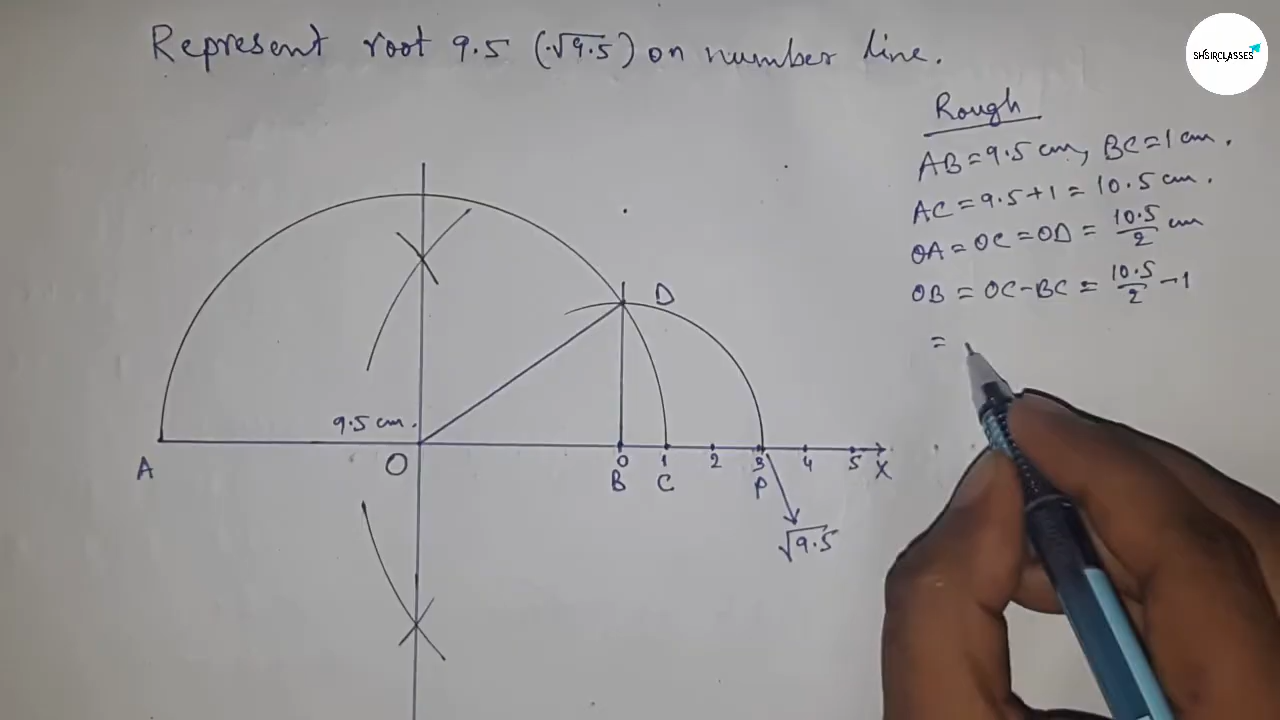 Represent root 9.5 (√9.5) on number line.
SHSIRCLASSES
Rough
AB = 9.5 cm, BC = 1 cm.
AC = 9.5 + 1 = 10.5 cm.
OA = OC = OD = 10.5/2 cm
OB = OC - BC = 10.5/2 - 1
=
D
9.5 cm.
A O 0 1 2 3 4 5 X
B C P
√9.5